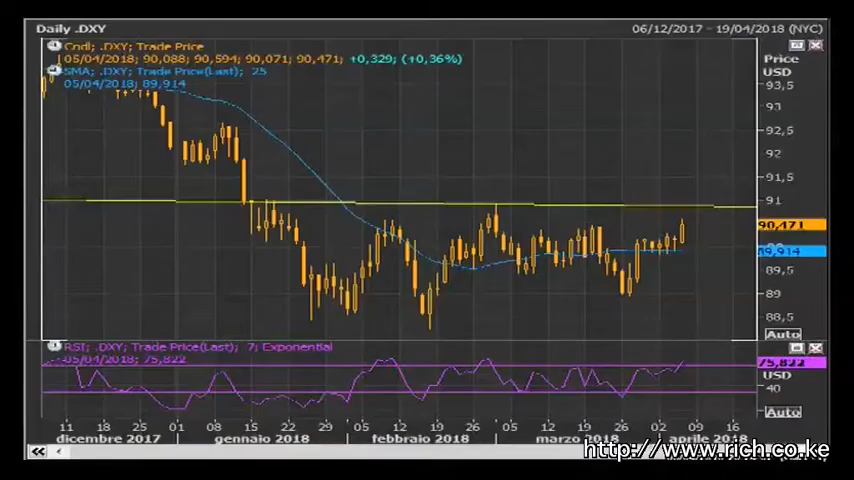 Daily .DXY 06/12/2017 - 19/04/2018 (NYC)
Cndl; .DXY; Trade Price
05/04/2018; 90,088; 90,594; 90,071; 90,471; +0,329; (+0,36%)
SMA; .DXY; Trade Price(Last); 25
05/04/2018; 89,914
Price
USD
93,5
93
92,5
92
91,5
91
90,471
90
89,914
89,5
89
88,5
Auto
RSI; .DXY; Trade Price(Last); 7; Exponential
05/04/2018; 75,822
75,822
USD
40
Auto
11 18 25 01 08 15 22 29 05 12 19 26 05 12 19 26 02 09 16
dicembre 2017 gennaio 2018 febbraio 2018 marzo 2018 aprile 2018
http://www.rich.co.ke